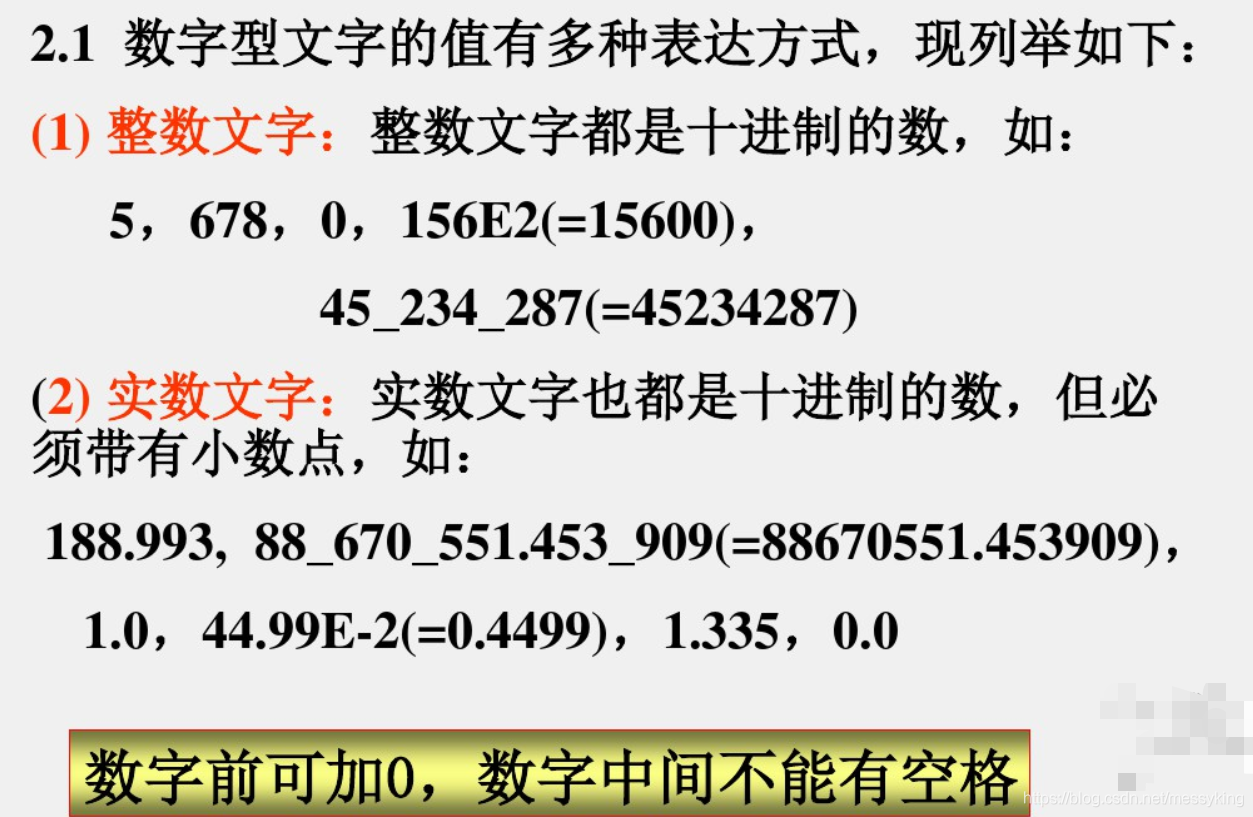 2.1 数字型文字的值有多种表达方式，现列举如下：
(1) 整数文字：整数文字都是十进制的数，如：
5，678，0，156E2(=15600)，
45_234_287(=45234287)
(2) 实数文字：实数文字也都是十进制的数，但必
须带有小数点，如：
188.993, 88_670_551.453_909(=88670551.453909)，
1.0，44.99E-2(=0.4499)，1.335，0.0
数字前可加0，数字中间不能有空格
https://blog.csdn.net/messyking